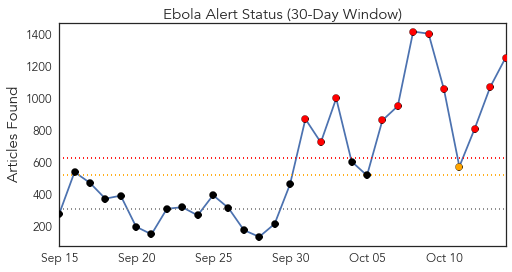 Ebola Alert Status (30-Day Window)
Articles Found
1400
1200
1000
800
600
400
200
Sep 15 Sep 20 Sep 25 Sep 30 Oct 05 Oct 10